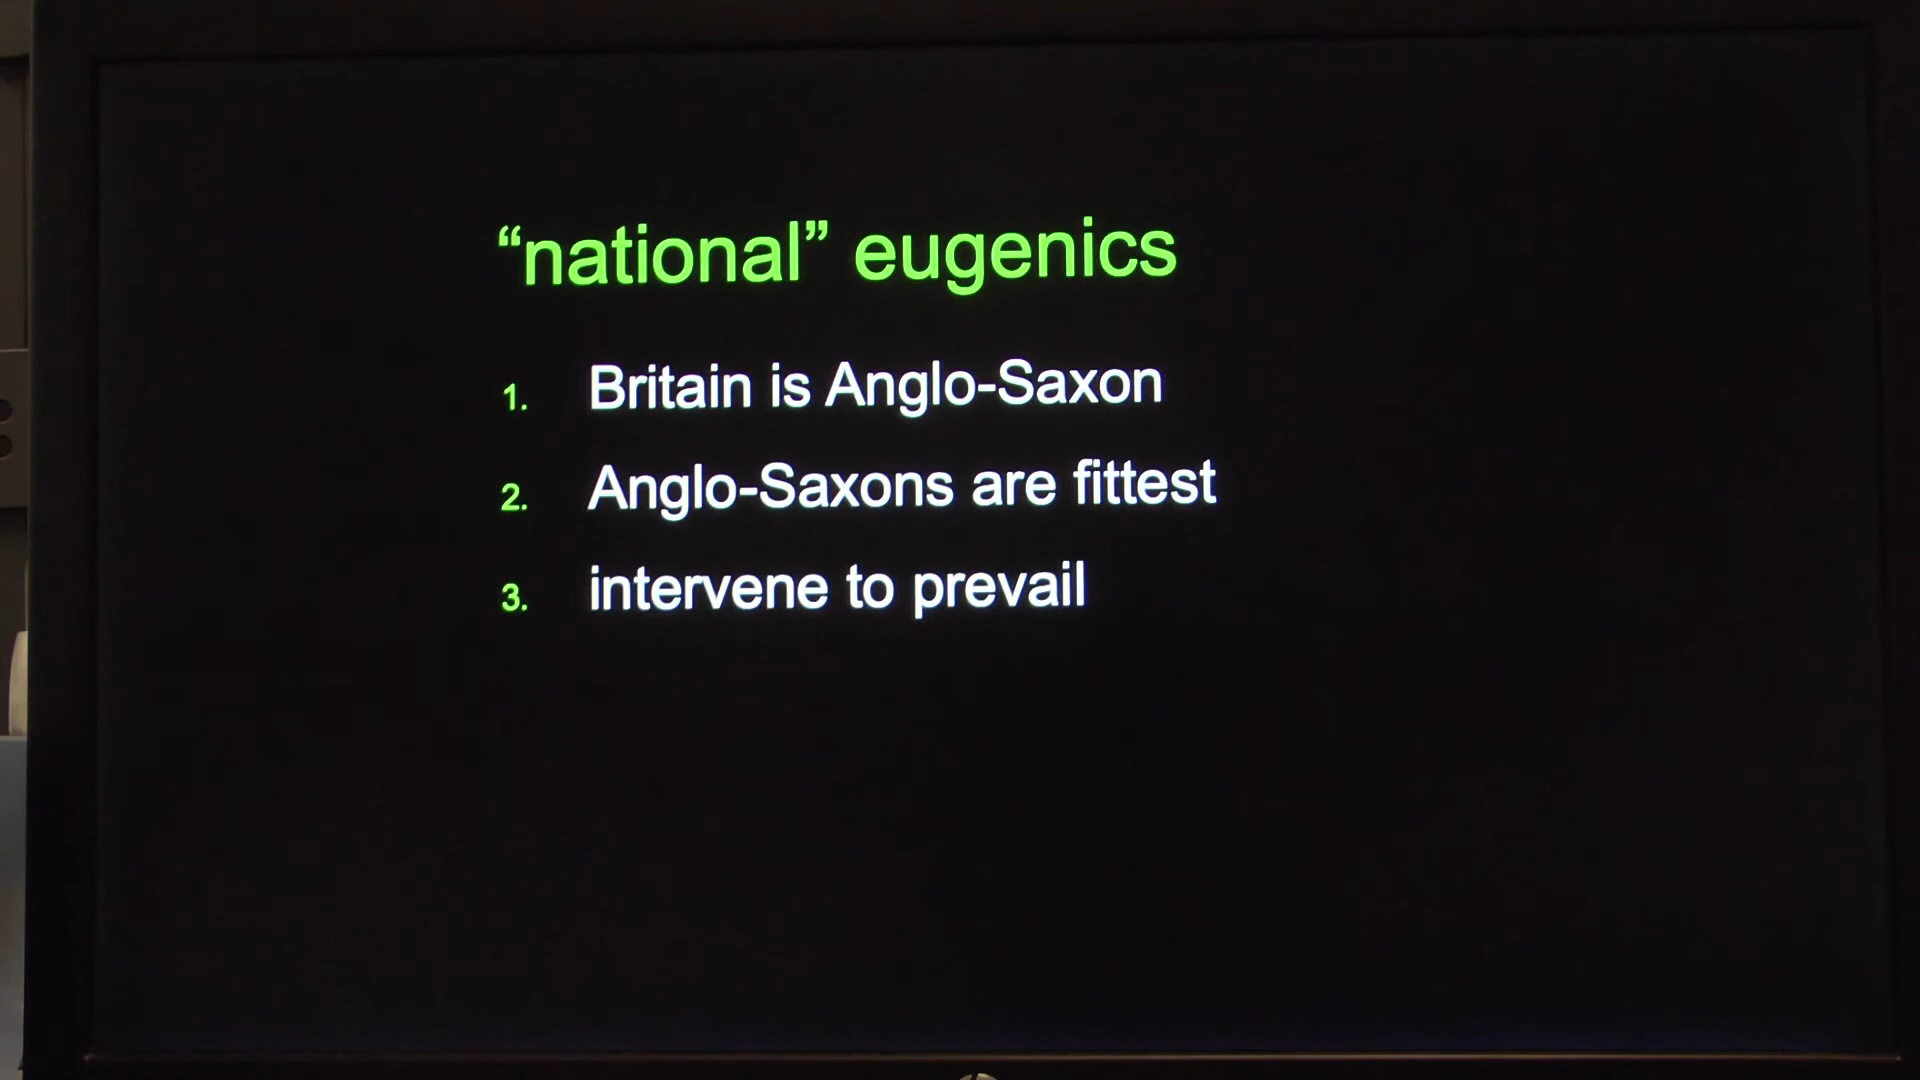 “national” eugenics
1. Britain is Anglo-Saxon
2. Anglo-Saxons are fittest
3. intervene to prevail